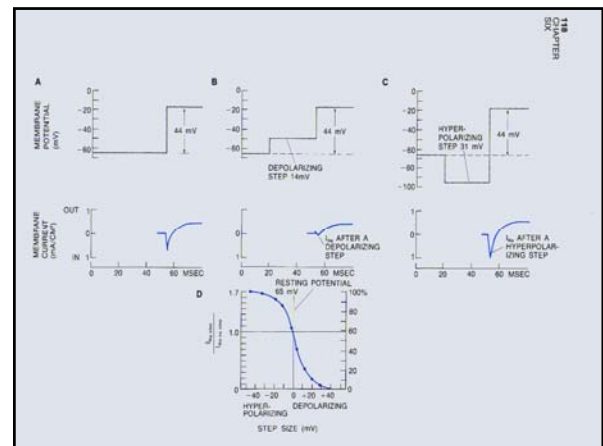 118
CHAPTER
SIX
A
B
C
MEMBRANE
POTENTIAL
(mV)
0
-20
-40
-60
44 mV
0
-20
-40
-60
44 mV
DEPOLARIZING
STEP 14mV
0
-20
-40
-60
-80
-100
HYPER-
POLARIZING
STEP 31 mV
44 mV
MEMBRANE
CURRENT
(mA/CM²)
OUT
IN
1
0
1
0 20 40 60 MSEC
1
0
1
I Na AFTER A
DEPOLARIZING
STEP
0 20 40 60 MSEC
1
0
1
I Na AFTER A
HYPERPOLAR-
IZING STEP
0 20 40 60 MSEC
D
RESTING POTENTIAL
65 mV
1.7
1.0
0
100%
80
60
40
20
0
-40 -20 0 +20 +40
HYPER-
POLARIZING
DEPOLARIZING
STEP SIZE (mV)